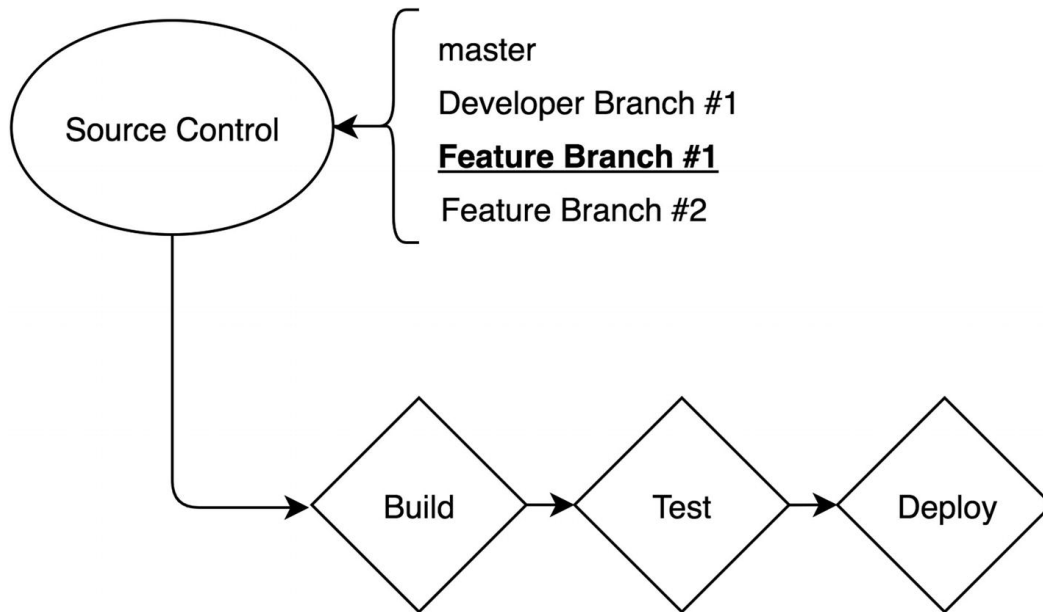 master
Developer Branch #1
Source Control
Feature Branch #1
Feature Branch #2
Build
Test
Deploy